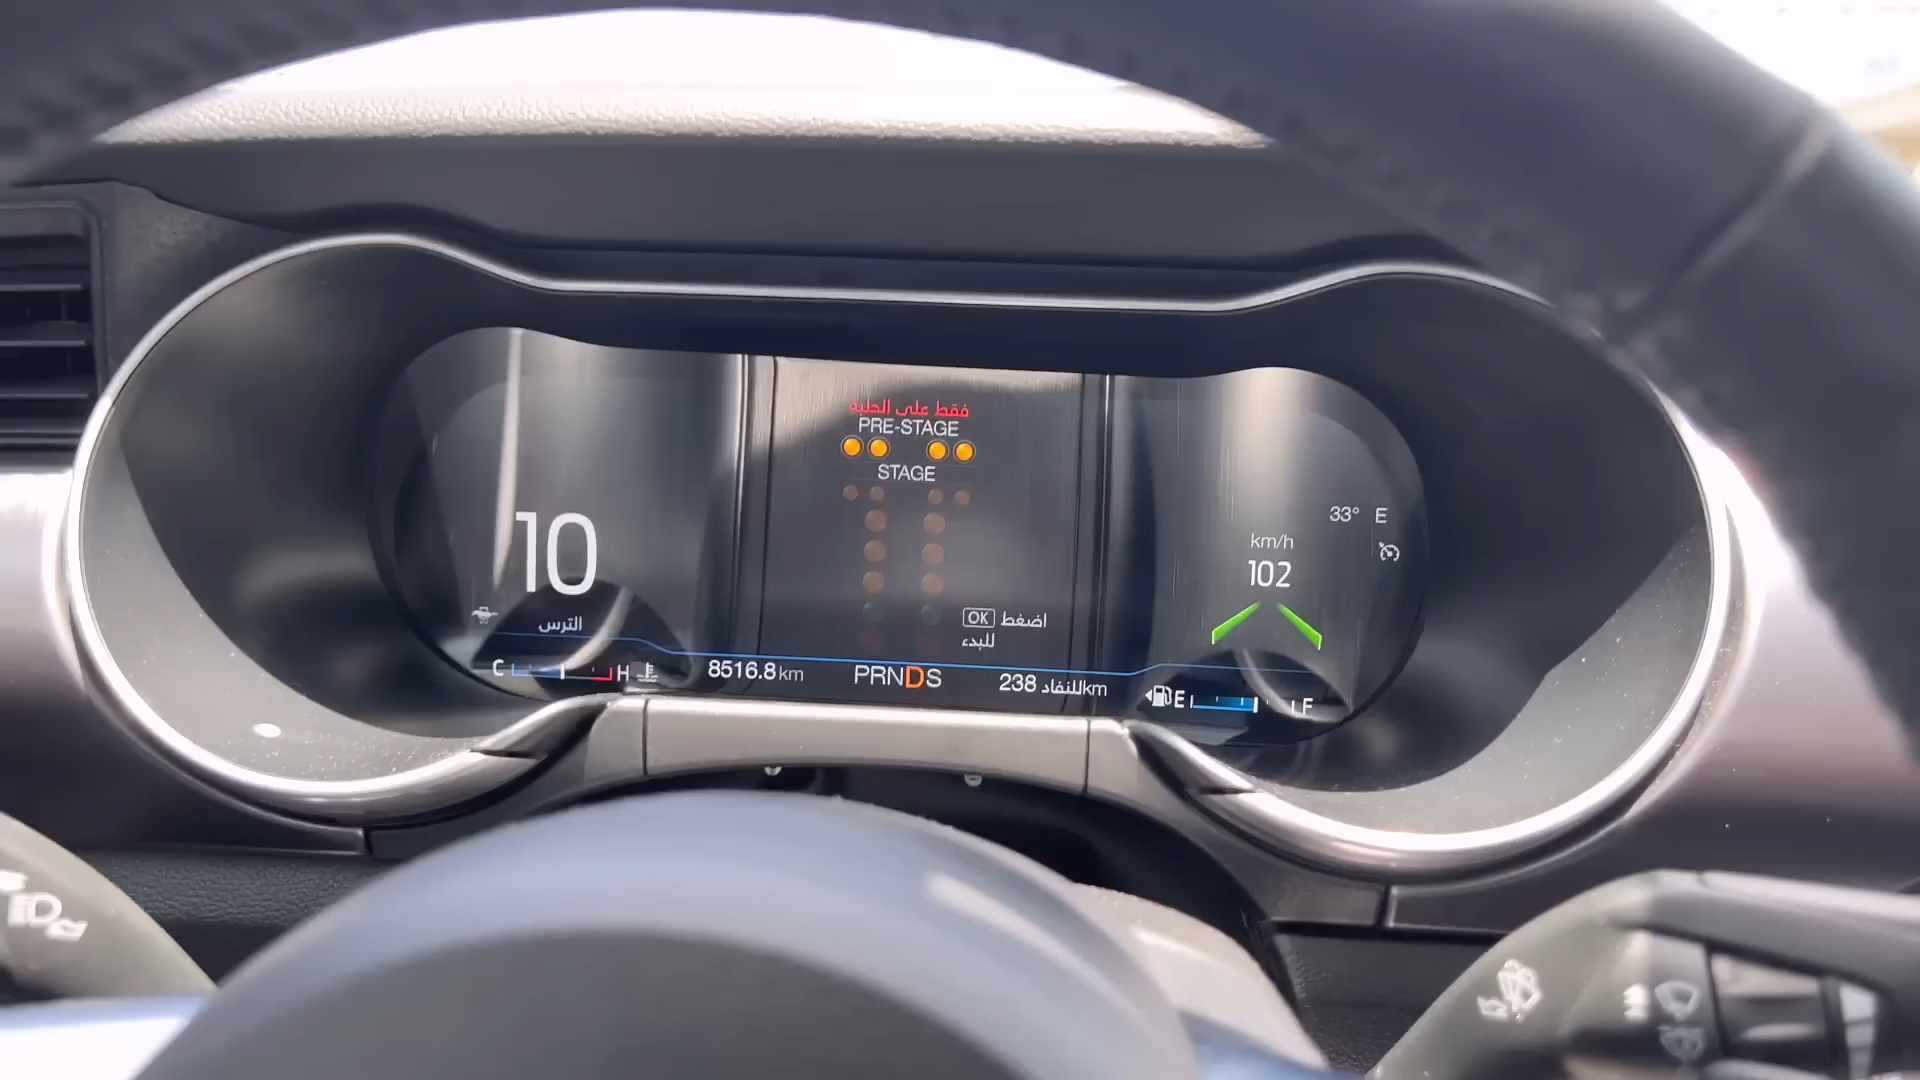 فقط على الحلبة
PRE-STAGE
STAGE
10
الترس
km/h
102
33° E
اضغط OK
للبدء
C H
8516.8 km
PRNDS
238 للنفاد km
E F